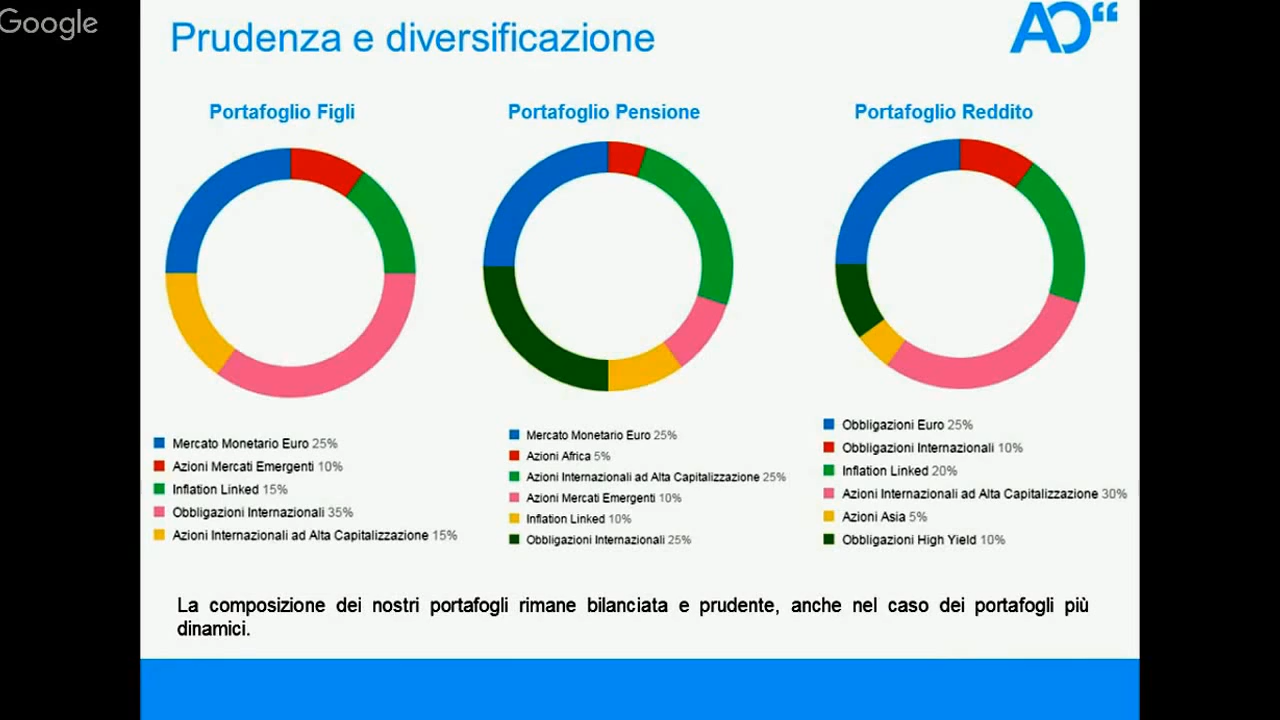 Google
Prudenza e diversificazione
AO“
Portafoglio Figli
Portafoglio Pensione
Portafoglio Reddito
Mercato Monetario Euro 25%
Azioni Mercati Emergenti 10%
Inflation Linked 15%
Obbligazioni Internazionali 35%
Azioni Internazionali ad Alta Capitalizzazione 15%
Mercato Monetario Euro 25%
Azioni Africa 5%
Azioni Internazionali ad Alta Capitalizzazione 25%
Azioni Mercati Emergenti 10%
Inflation Linked 10%
Obbligazioni Internazionali 25%
Obbligazioni Euro 25%
Obbligazioni Internazionali 10%
Inflation Linked 20%
Azioni Internazionali ad Alta Capitalizzazione 30%
Azioni Asia 5%
Obbligazioni High Yield 10%
La composizione dei nostri portafogli rimane bilanciata e prudente, anche nel caso dei portafogli più
dinamici.